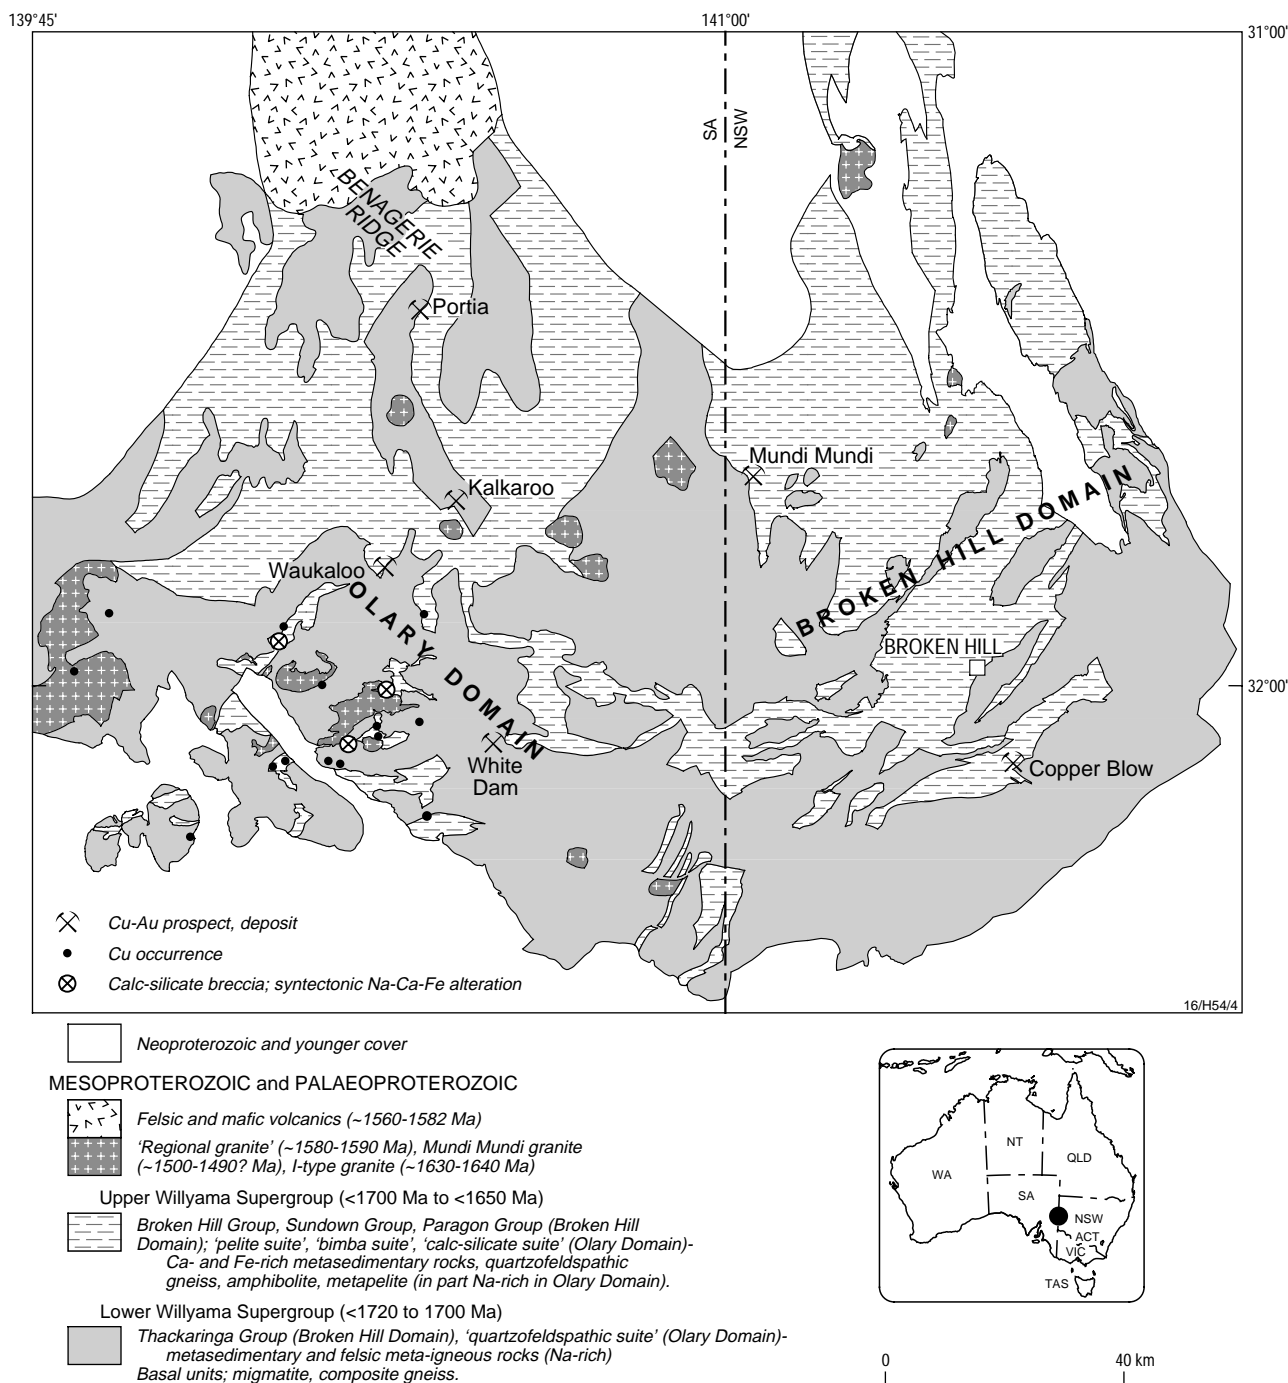 139°45'
141°00'
31°00'
SA
NSW
BENAGERIE
RIDGE
Portia
Mundi Mundi
Kalkaroo
BROKEN HILL DOMAIN
Waukaloo
OLARY DOMAIN
BROKEN HILL
32°00'
White
Dam
Copper Blow
Cu-Au prospect, deposit
Cu occurrence
Calc-silicate breccia; syntectonic Na-Ca-Fe alteration
16/H54/4
Neoproterozoic and younger cover
MESOPROTEROZOIC and PALAEOPROTEROZOIC
Felsic and mafic volcanics (~1560-1582 Ma)
‘Regional granite’ (~1580-1590 Ma), Mundi Mundi granite
(~1500-1490? Ma), I-type granite (~1630-1640 Ma)
Upper Willyama Supergroup (<1700 Ma to <1650 Ma)
Broken Hill Group, Sundown Group, Paragon Group (Broken Hill
Domain); ‘pelite suite’, ‘bimba suite’, ‘calc-silicate suite’ (Olary Domain)-
Ca- and Fe-rich metasedimentary rocks, quartzofeldspathic
gneiss, amphibolite, metapelite (in part Na-rich in Olary Domain).
Lower Willyama Supergroup (<1720 to 1700 Ma)
Thackaringa Group (Broken Hill Domain), ‘quartzofeldspathic suite’ (Olary Domain)-
metasedimentary and felsic meta-igneous rocks (Na-rich)
Basal units; migmatite, composite gneiss.
NT
QLD
WA
SA
NSW
ACT
VIC
TAS
0
40 km